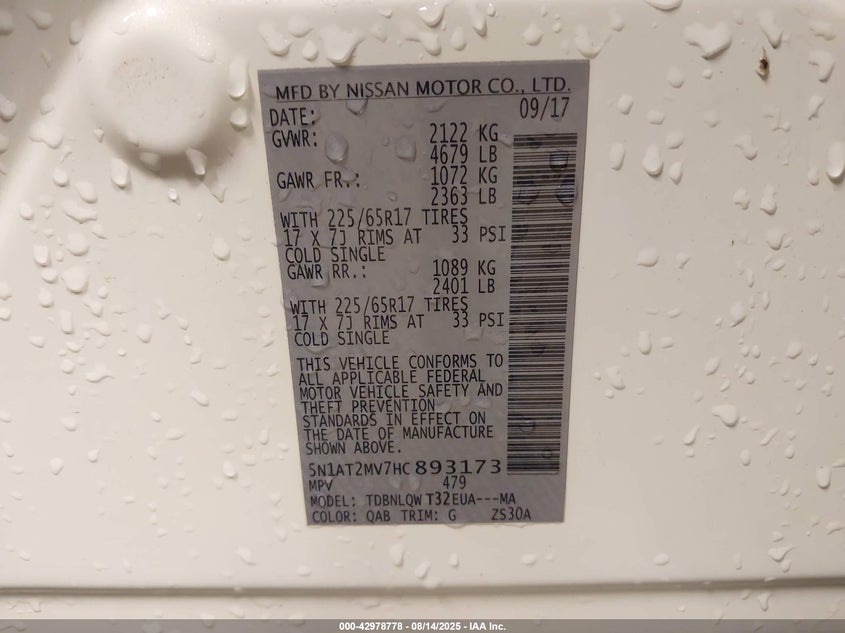 MFD BY NISSAN MOTOR CO., LTD.
DATE: 09/17
GVWR: 2122 KG
4679 LB
GAWR FR.: 1072 KG
2363 LB
WITH 225/65R17 TIRES
17 X 7J RIMS AT 33 PSI
COLD SINGLE
GAWR RR.: 1089 KG
2401 LB
WITH 225/65R17 TIRES
17 X 7J RIMS AT 33 PSI
COLD SINGLE
THIS VEHICLE CONFORMS TO
ALL APPLICABLE FEDERAL
MOTOR VEHICLE SAFETY AND
THEFT PREVENTION
STANDARDS IN EFFECT ON
THE DATE OF MANUFACTURE
SHOWN ABOVE.
5N1AT2MV7HC893173
MPV 479
MODEL: TDBNLQW T32EUA---MA
COLOR: QAB TRIM: G ZS30A
000-42978778 - 08/14/2025 - IAA Inc.